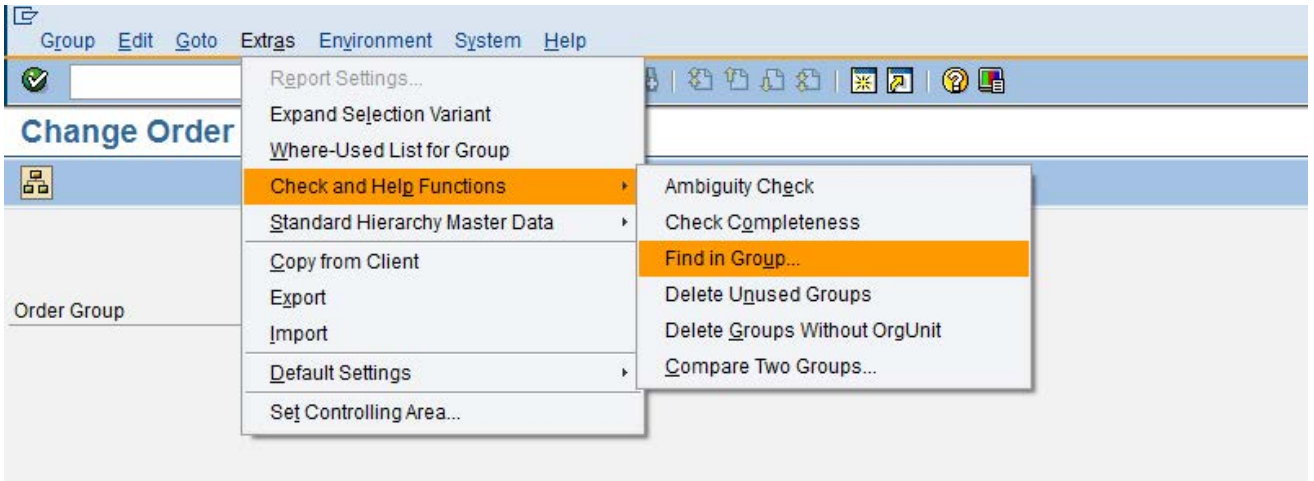 Group Edit Goto Extras Environment System Help
Report Settings...
Expand Selection Variant
Change Order
Where-Used List for Group
Check and Help Functions
Ambiguity Check
Standard Hierarchy Master Data
Check Completeness
Copy from Client
Find in Group...
Export
Delete Unused Groups
Order Group
Import
Delete Groups Without OrgUnit
Default Settings
Compare Two Groups...
Set Controlling Area...